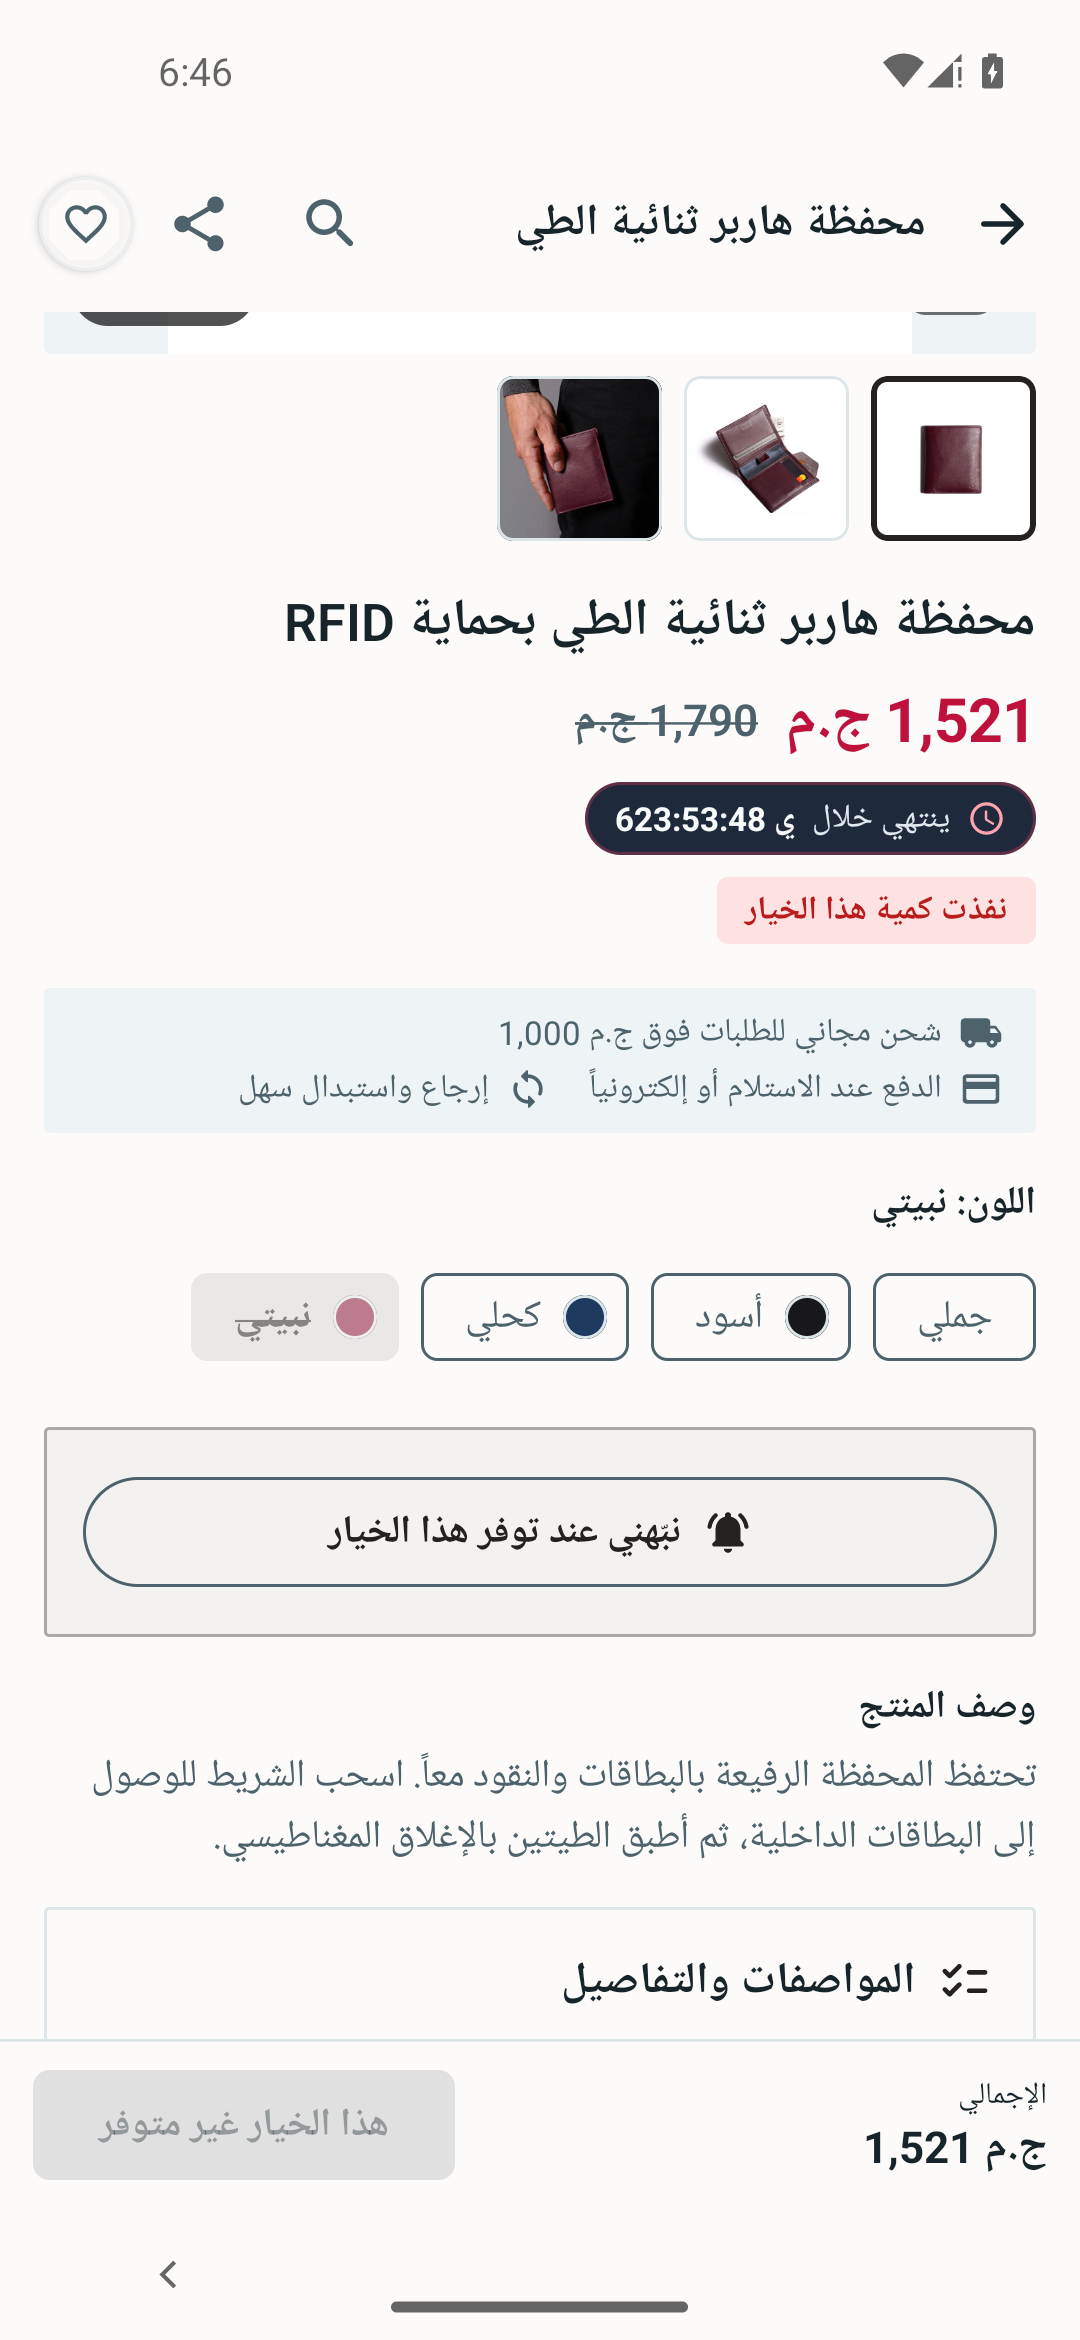 6:46
محفظة هاربر ثنائية الطي
محفظة هاربر ثنائية الطي بحماية RFID
1,521 ج.م 1,790 ج.م
ينتهي خلال 623:53:48 ي
نفذت كمية هذا الخيار
شحن مجاني للطلبات فوق ج.م 1,000
الدفع عند الاستلام أو إلكترونياً إرجاع واستبدال سهل
اللون: نبيتي
جملي أسود كحلي نبيتي
نبّهني عند توفر هذا الخيار
وصف المنتج
تحتفظ المحفظة الرفيعة بالبطاقات والنقود معاً. اسحب الشريط للوصول
إلى البطاقات الداخلية، ثم أطبق الطيتين بالإغلاق المغناطيسي.
المواصفات والتفاصيل
الإجمالي
ج.م 1,521
هذا الخيار غير متوفر